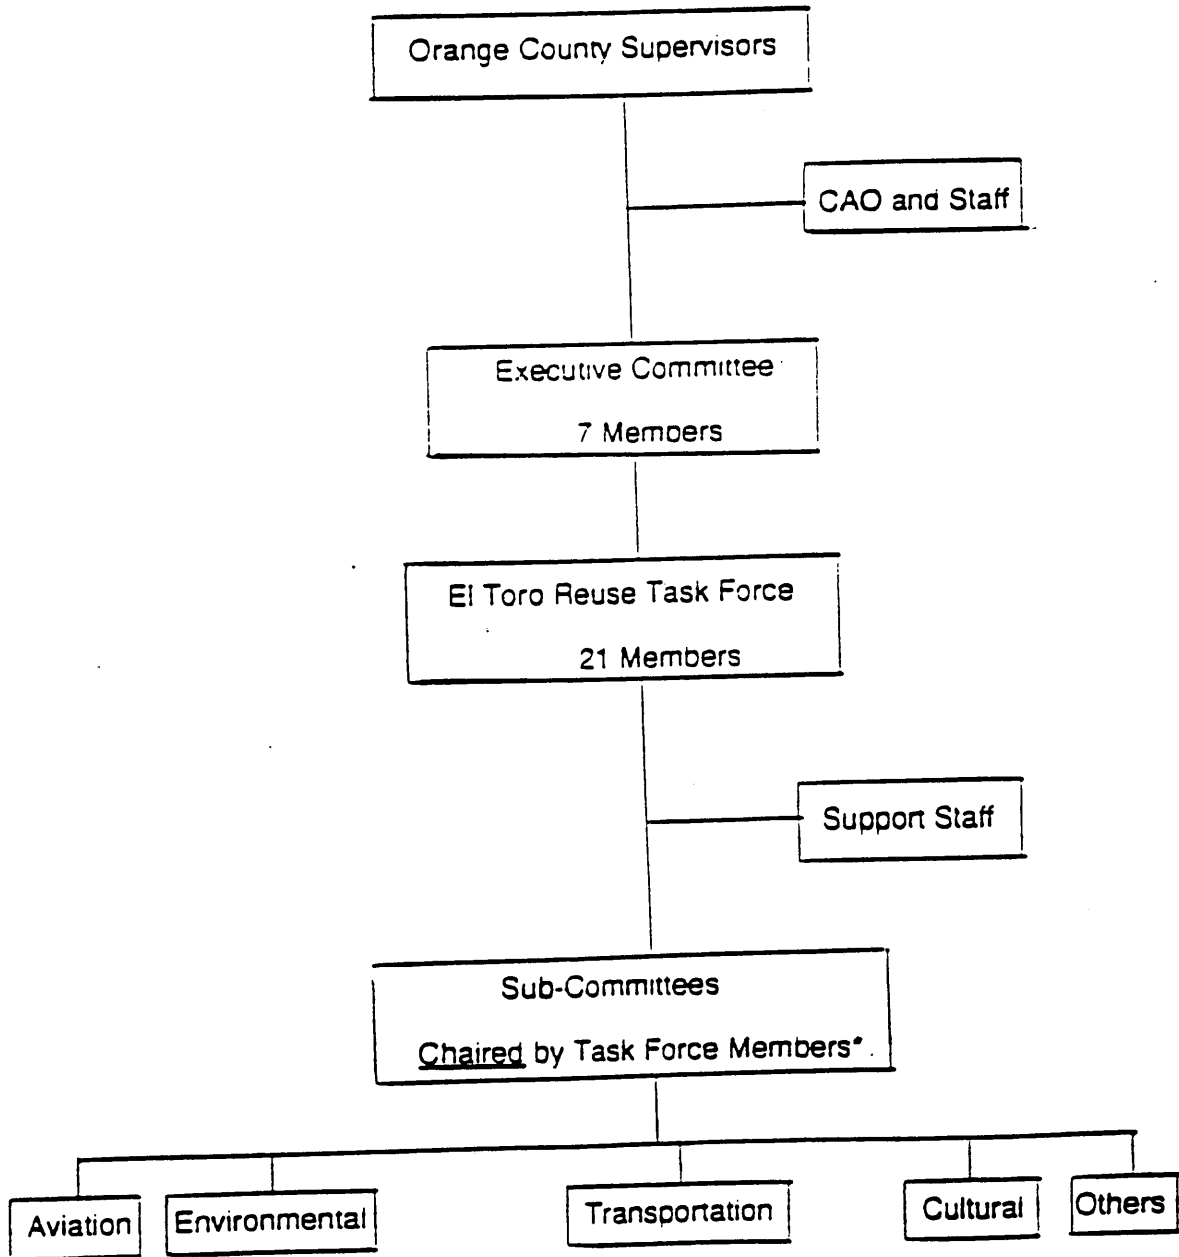 Orange County Supervisors
CAO and Staff
Executive Committee
7 Members
El Toro Reuse Task Force
21 Members
Support Staff
Sub-Committees
Chaired by Task Force Members*
Aviation
Environmental
Transportation
Cultural
Others